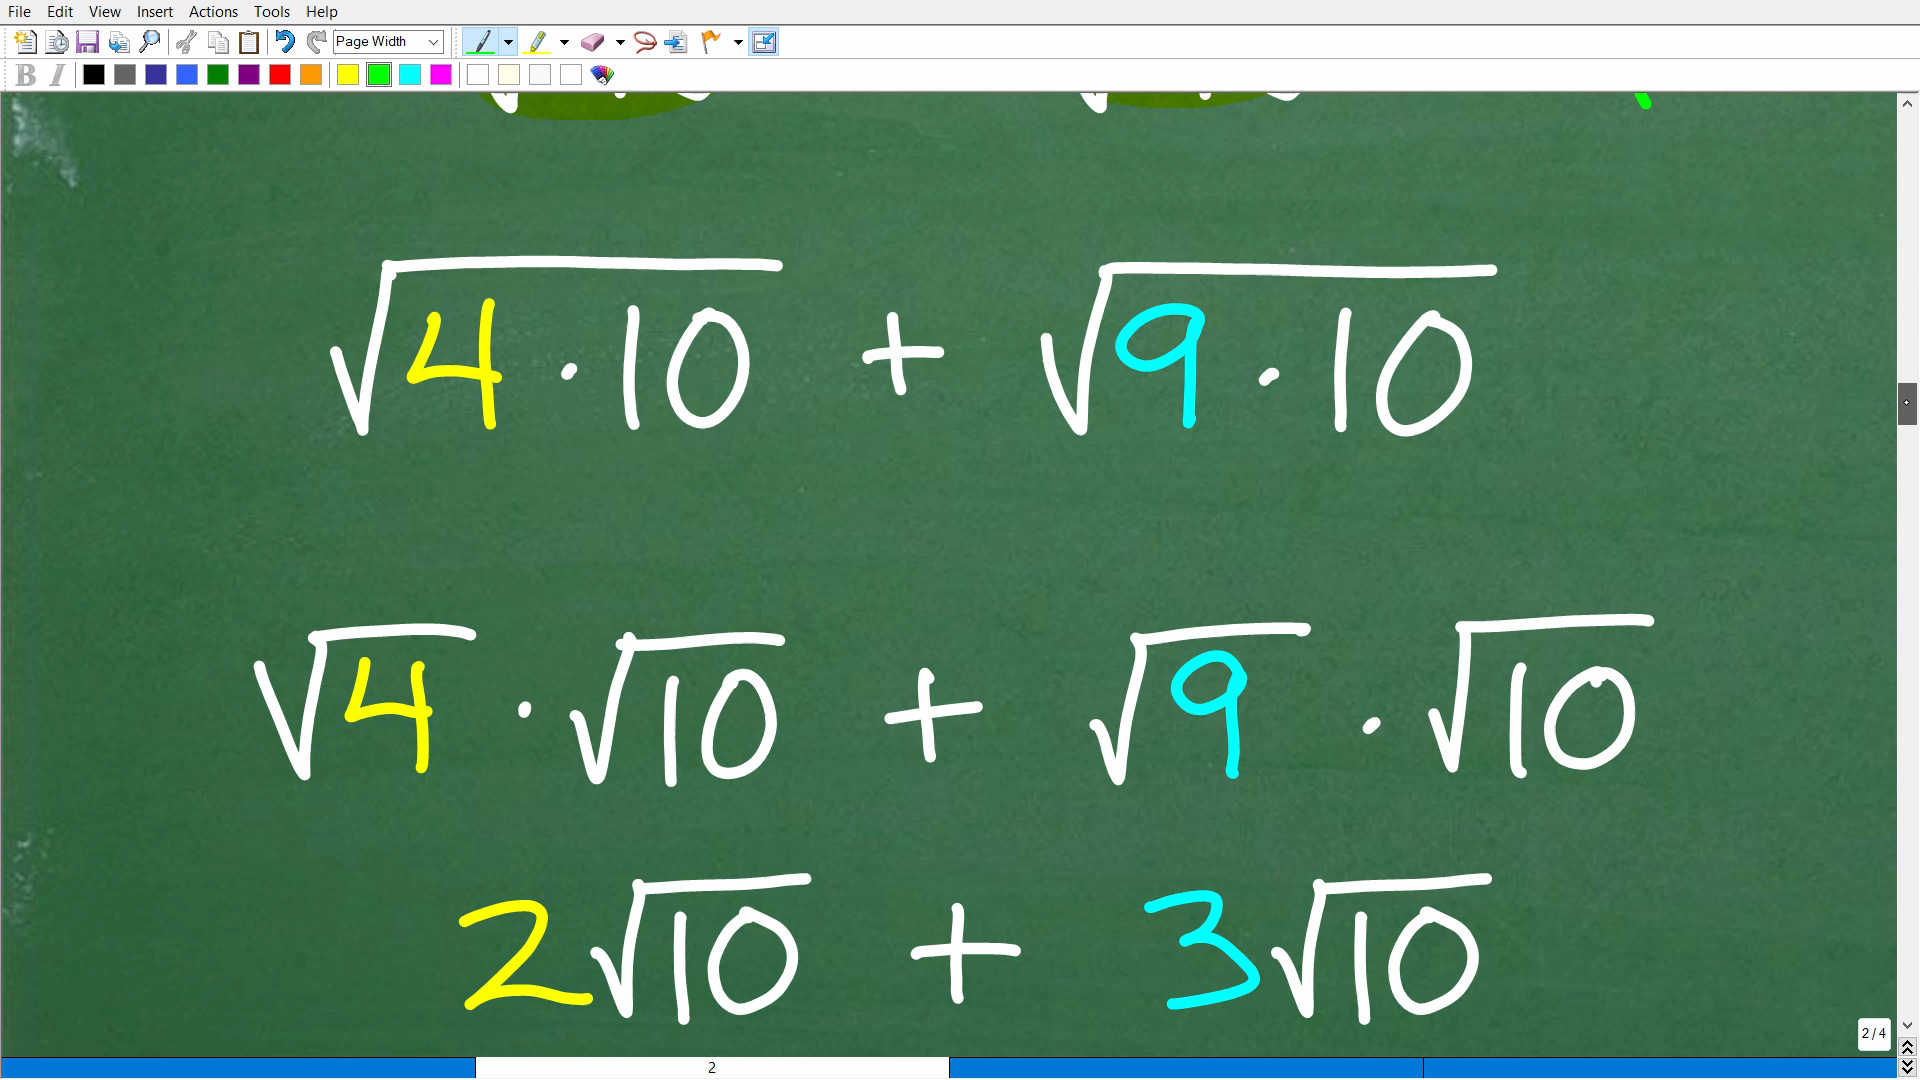 File Edit View Insert Actions Tools Help
Page Width
B I
√4 · 10 + √9 · 10
√4 · √10 + √9 · √10
2√10 + 3√10
2 / 4
2